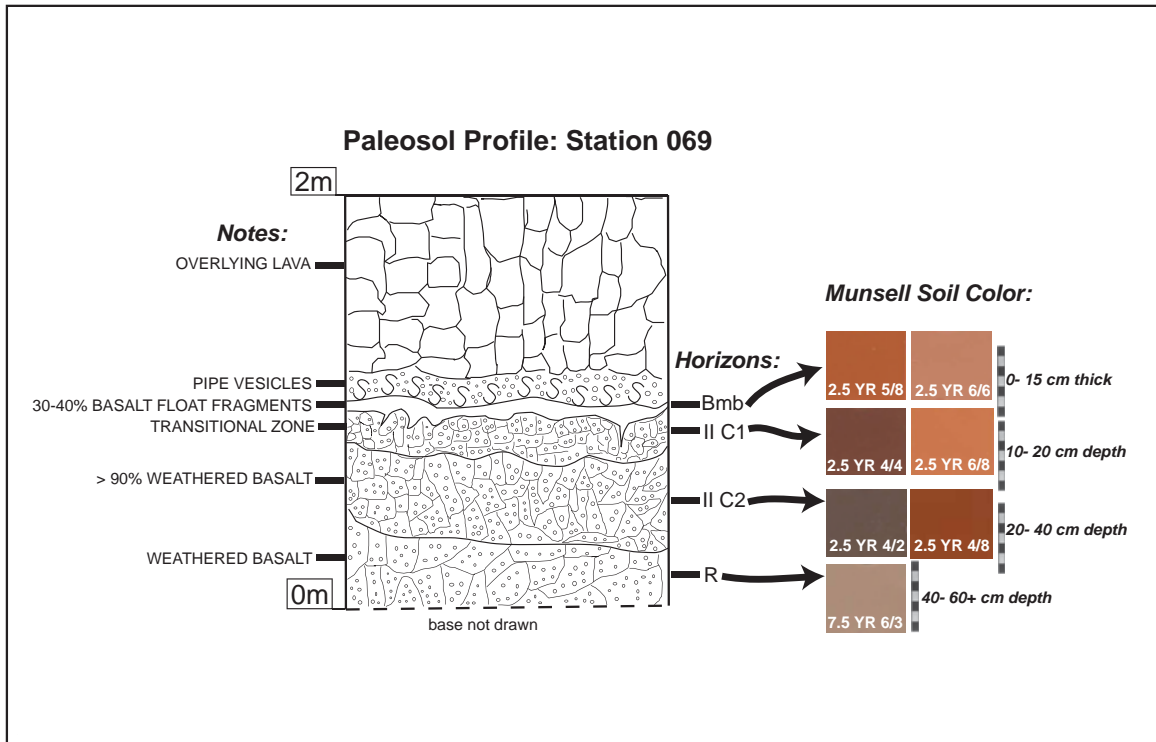 Paleosol Profile: Station 069
2m
Notes:
OVERLYING LAVA
PIPE VESICLES
30-40% BASALT FLOAT FRAGMENTS
TRANSITIONAL ZONE
> 90% WEATHERED BASALT
WEATHERED BASALT
0m
base not drawn
Horizons:
Bmb
II C1
II C2
R
Munsell Soil Color:
2.5 YR 5/8 2.5 YR 6/6
0- 15 cm thick
2.5 YR 4/4 2.5 YR 6/8
10- 20 cm depth
2.5 YR 4/2 2.5 YR 4/8
20- 40 cm depth
7.5 YR 6/3
40- 60+ cm depth